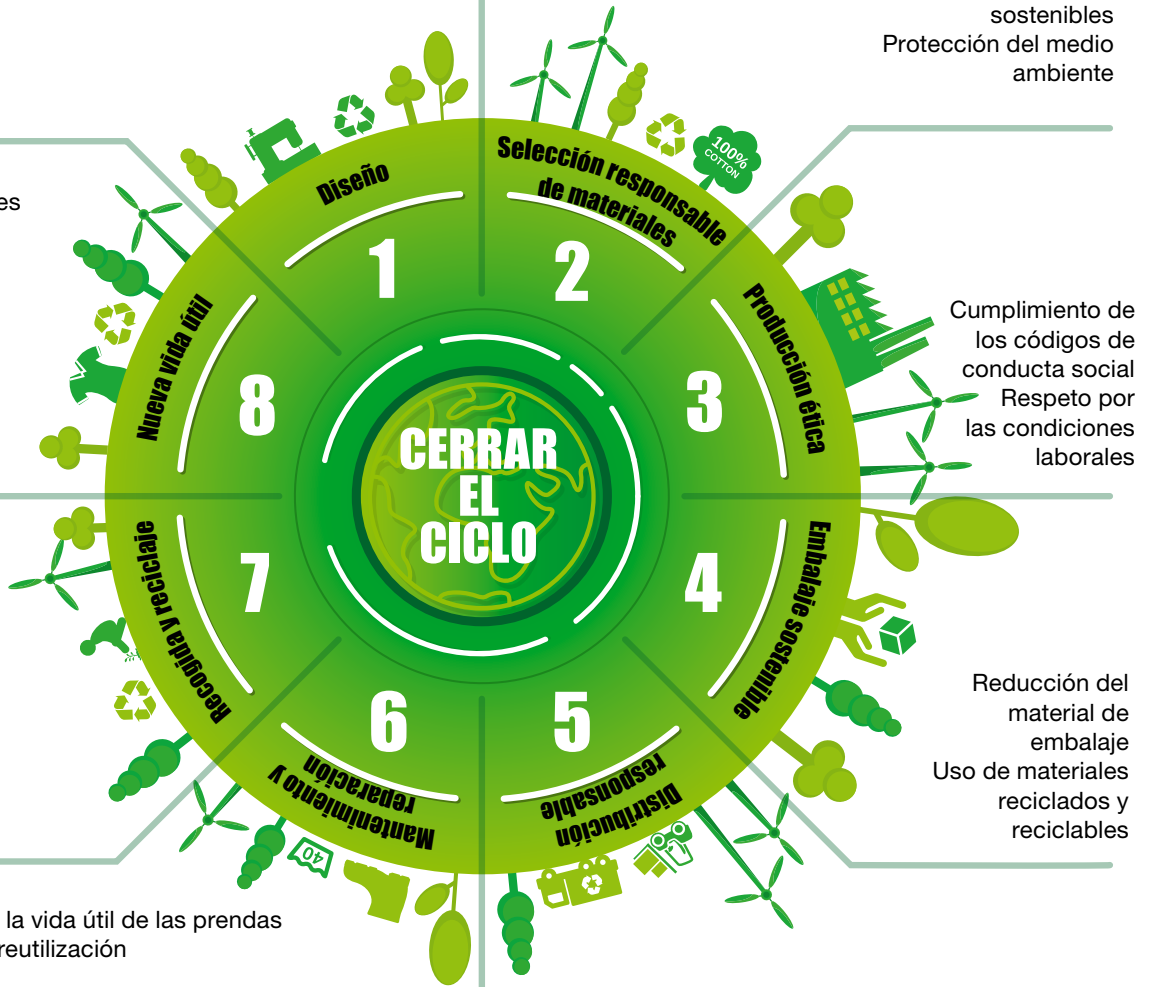 sostenibles
Protección del medio
ambiente
es
Diseño
1
Selección responsable
de materiales
2
100%
COTTON
Producción ética
3
Cumplimiento de
los códigos de
conducta social
Respeto por
las condiciones
laborales
Embalaje sostenible
4
Reducción del
material de
embalaje
Uso de materiales
reciclados y
reciclables
Distribución
responsable
5
Mantenimiento y
reparación
6
40
la vida útil de las prendas
reutilización
Recogida y reciclaje
7
Nueva vida útil
8
CERRAR
EL
CICLO